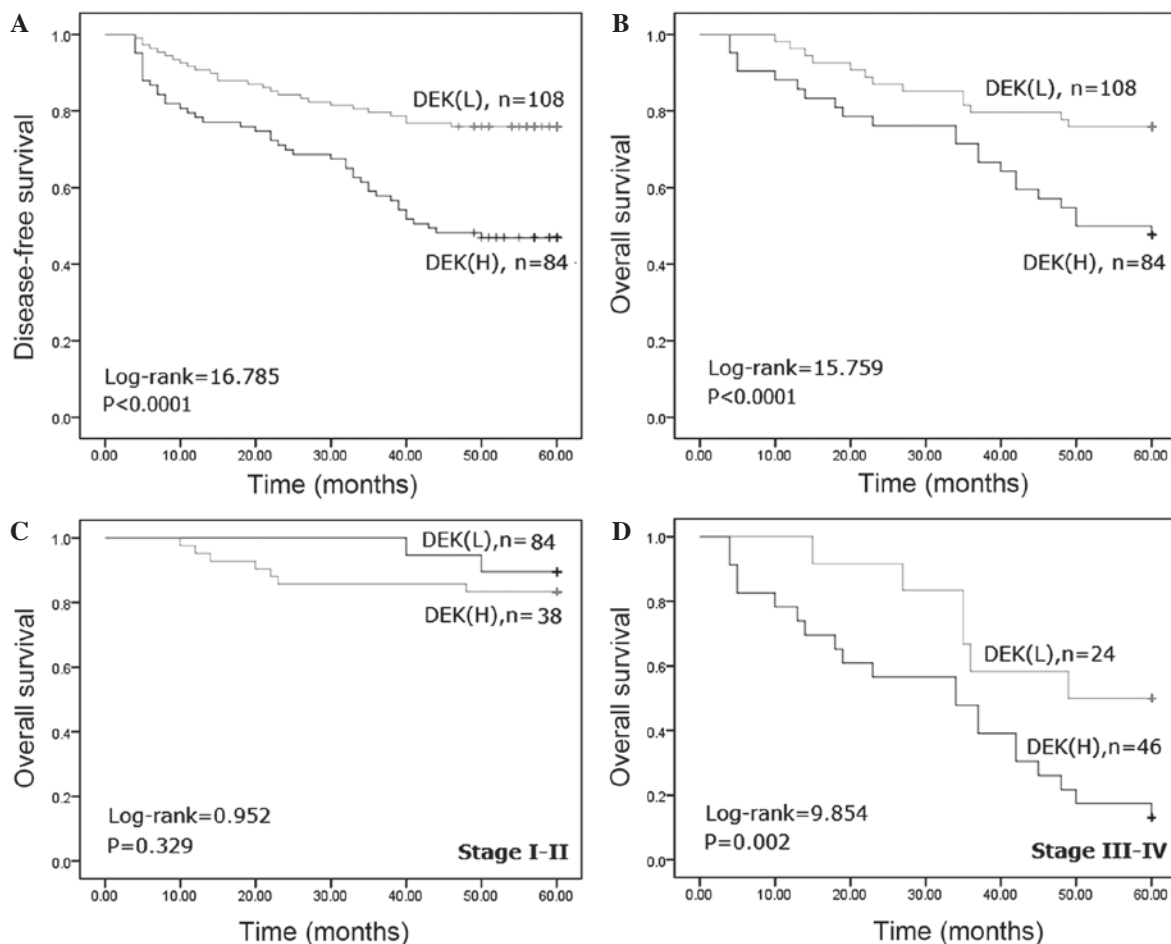 A
Disease-free survival
1.0
0.8
0.6
0.4
0.2
0.0
DEK(L), n=108
DEK(H), n=84
Log-rank=16.785
P<0.0001
0.00 10.00 20.00 30.00 40.00 50.00 60.00
Time (months)
B
Overall survival
1.0
0.8
0.6
0.4
0.2
0.0
DEK(L), n=108
DEK(H), n=84
Log-rank=15.759
P<0.0001
0.00 10.00 20.00 30.00 40.00 50.00 60.00
Time (months)
C
Overall survival
1.0
0.8
0.6
0.4
0.2
0.0
DEK(L),n=84
DEK(H),n=38
Log-rank=0.952
P=0.329
Stage I-II
0.00 10.00 20.00 30.00 40.00 50.00 60.00
Time (months)
D
Overall survival
1.0
0.8
0.6
0.4
0.2
0.0
DEK(L),n=24
DEK(H),n=46
Log-rank=9.854
P=0.002
Stage III-IV
0.00 10.00 20.00 30.00 40.00 50.00 60.00
Time (months)